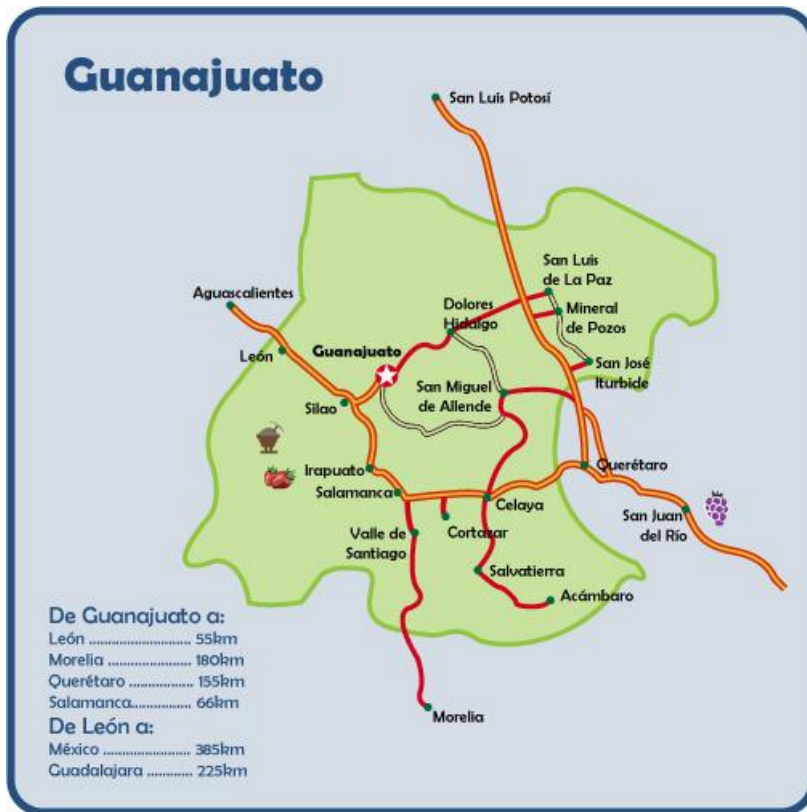 Guanajuato
San Luis Potosí
San Luis
de La Paz
Aguascalientes
Dolores
Hidalgo
Mineral
de Pozos
León
Guanajuato
San José
Iturbide
San Miguel
de Allende
Silao
Irapuato
Querétaro
Salamanca
Celaya
San Juan
del Río
Valle de
Santiago
Cortazar
Salvatierra
Acámbaro
Morelia
De Guanajuato a:
León ............................ 55km
Morelia ....................... 180km
Querétaro .................. 155km
Salamanca................. 66km
De León a:
México ........................ 385km
Guadalajara ............ 225km